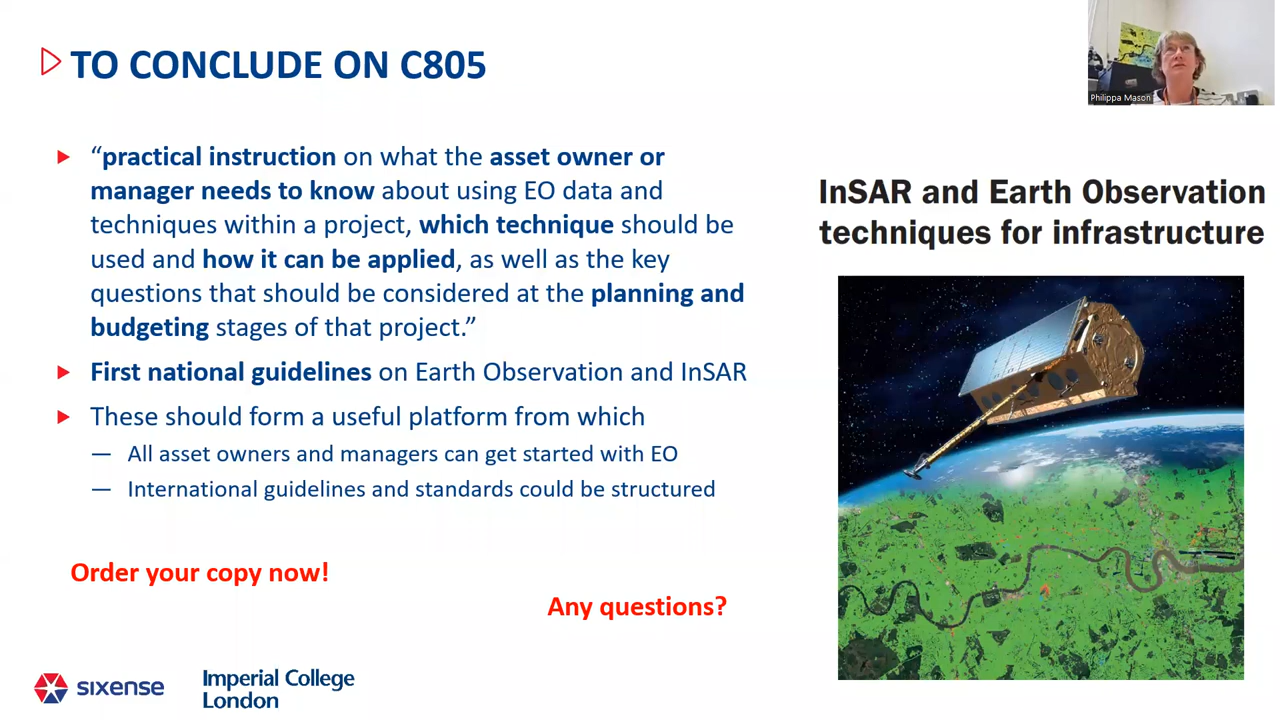 TO CONCLUDE ON C805
Philippa Mason
“practical instruction on what the asset owner or
manager needs to know about using EO data and
techniques within a project, which technique should be
used and how it can be applied, as well as the key
questions that should be considered at the planning and
budgeting stages of that project.”
First national guidelines on Earth Observation and InSAR
These should form a useful platform from which
— All asset owners and managers can get started with EO
— International guidelines and standards could be structured
Order your copy now!
Any questions?
InSAR and Earth Observation
techniques for infrastructure
sixense
Imperial College
London